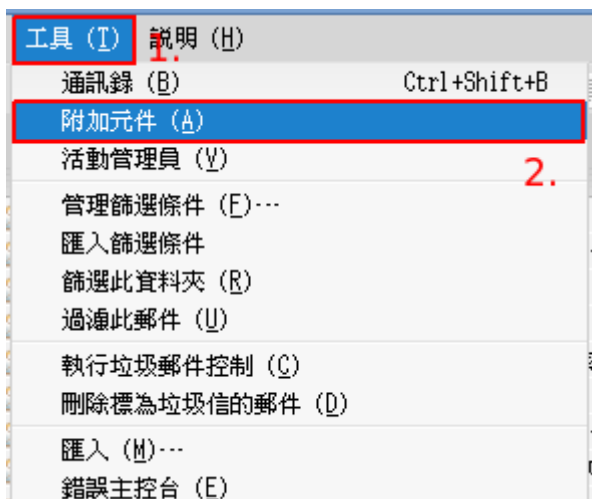 工具 (T) 說明 (H)
1.
通訊錄 (B) Ctrl+Shift+B
附加元件 (A)
活動管理員 (V)
2.
管理篩選條件 (F)…
匯入篩選條件
篩選此資料夾 (R)
過濾此郵件 (U)
執行垃圾郵件控制 (C)
刪除標為垃圾信的郵件 (D)
匯入 (M)…
錯誤主控台 (E)